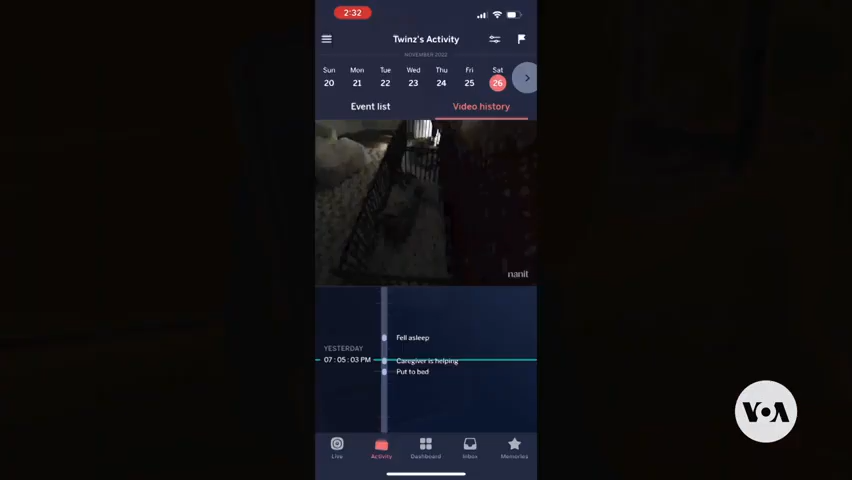 2:32
Twinz's Activity
NOVEMBER 2022
Sun Mon Tue Wed Thu Fri Sat
20 21 22 23 24 25 26
Event list Video history
nanit
Fell asleep
YESTERDAY
07 : 05 : 03 PM Caregiver is helping
Put to bed
VOA
Live Activity Dashboard Inbox Memories